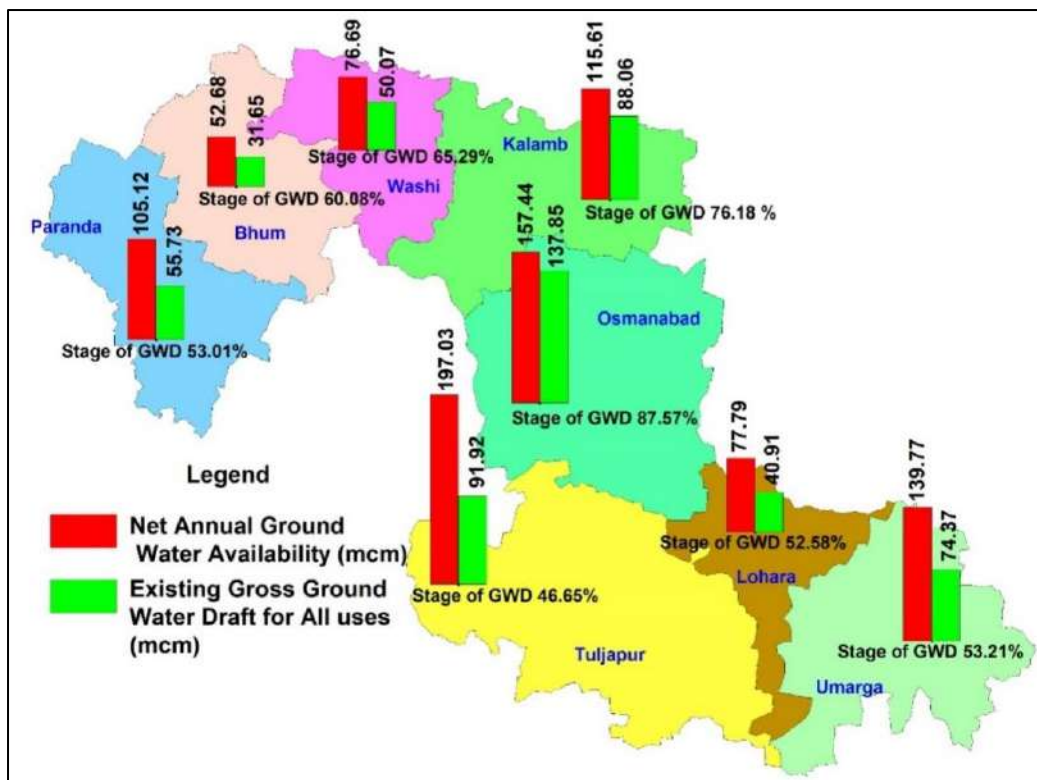 76.69
50.07
115.61
88.06
52.68
31.65
Kalamb
Stage of GWD 65.29%
Washi
Stage of GWD 60.08%
Stage of GWD 76.18 %
105.12
55.73
Paranda
Bhum
157.44
137.85
Osmanabad
Stage of GWD 53.01%
197.03
91.92
Stage of GWD 87.57%
77.79
40.91
139.77
74.37
Legend
Net Annual Ground
Water Availability (mcm)
Existing Gross Ground
Water Draft for All uses
(mcm)
Stage of GWD 52.58%
Lohara
Stage of GWD 46.65%
Stage of GWD 53.21%
Tuljapur
Umarga